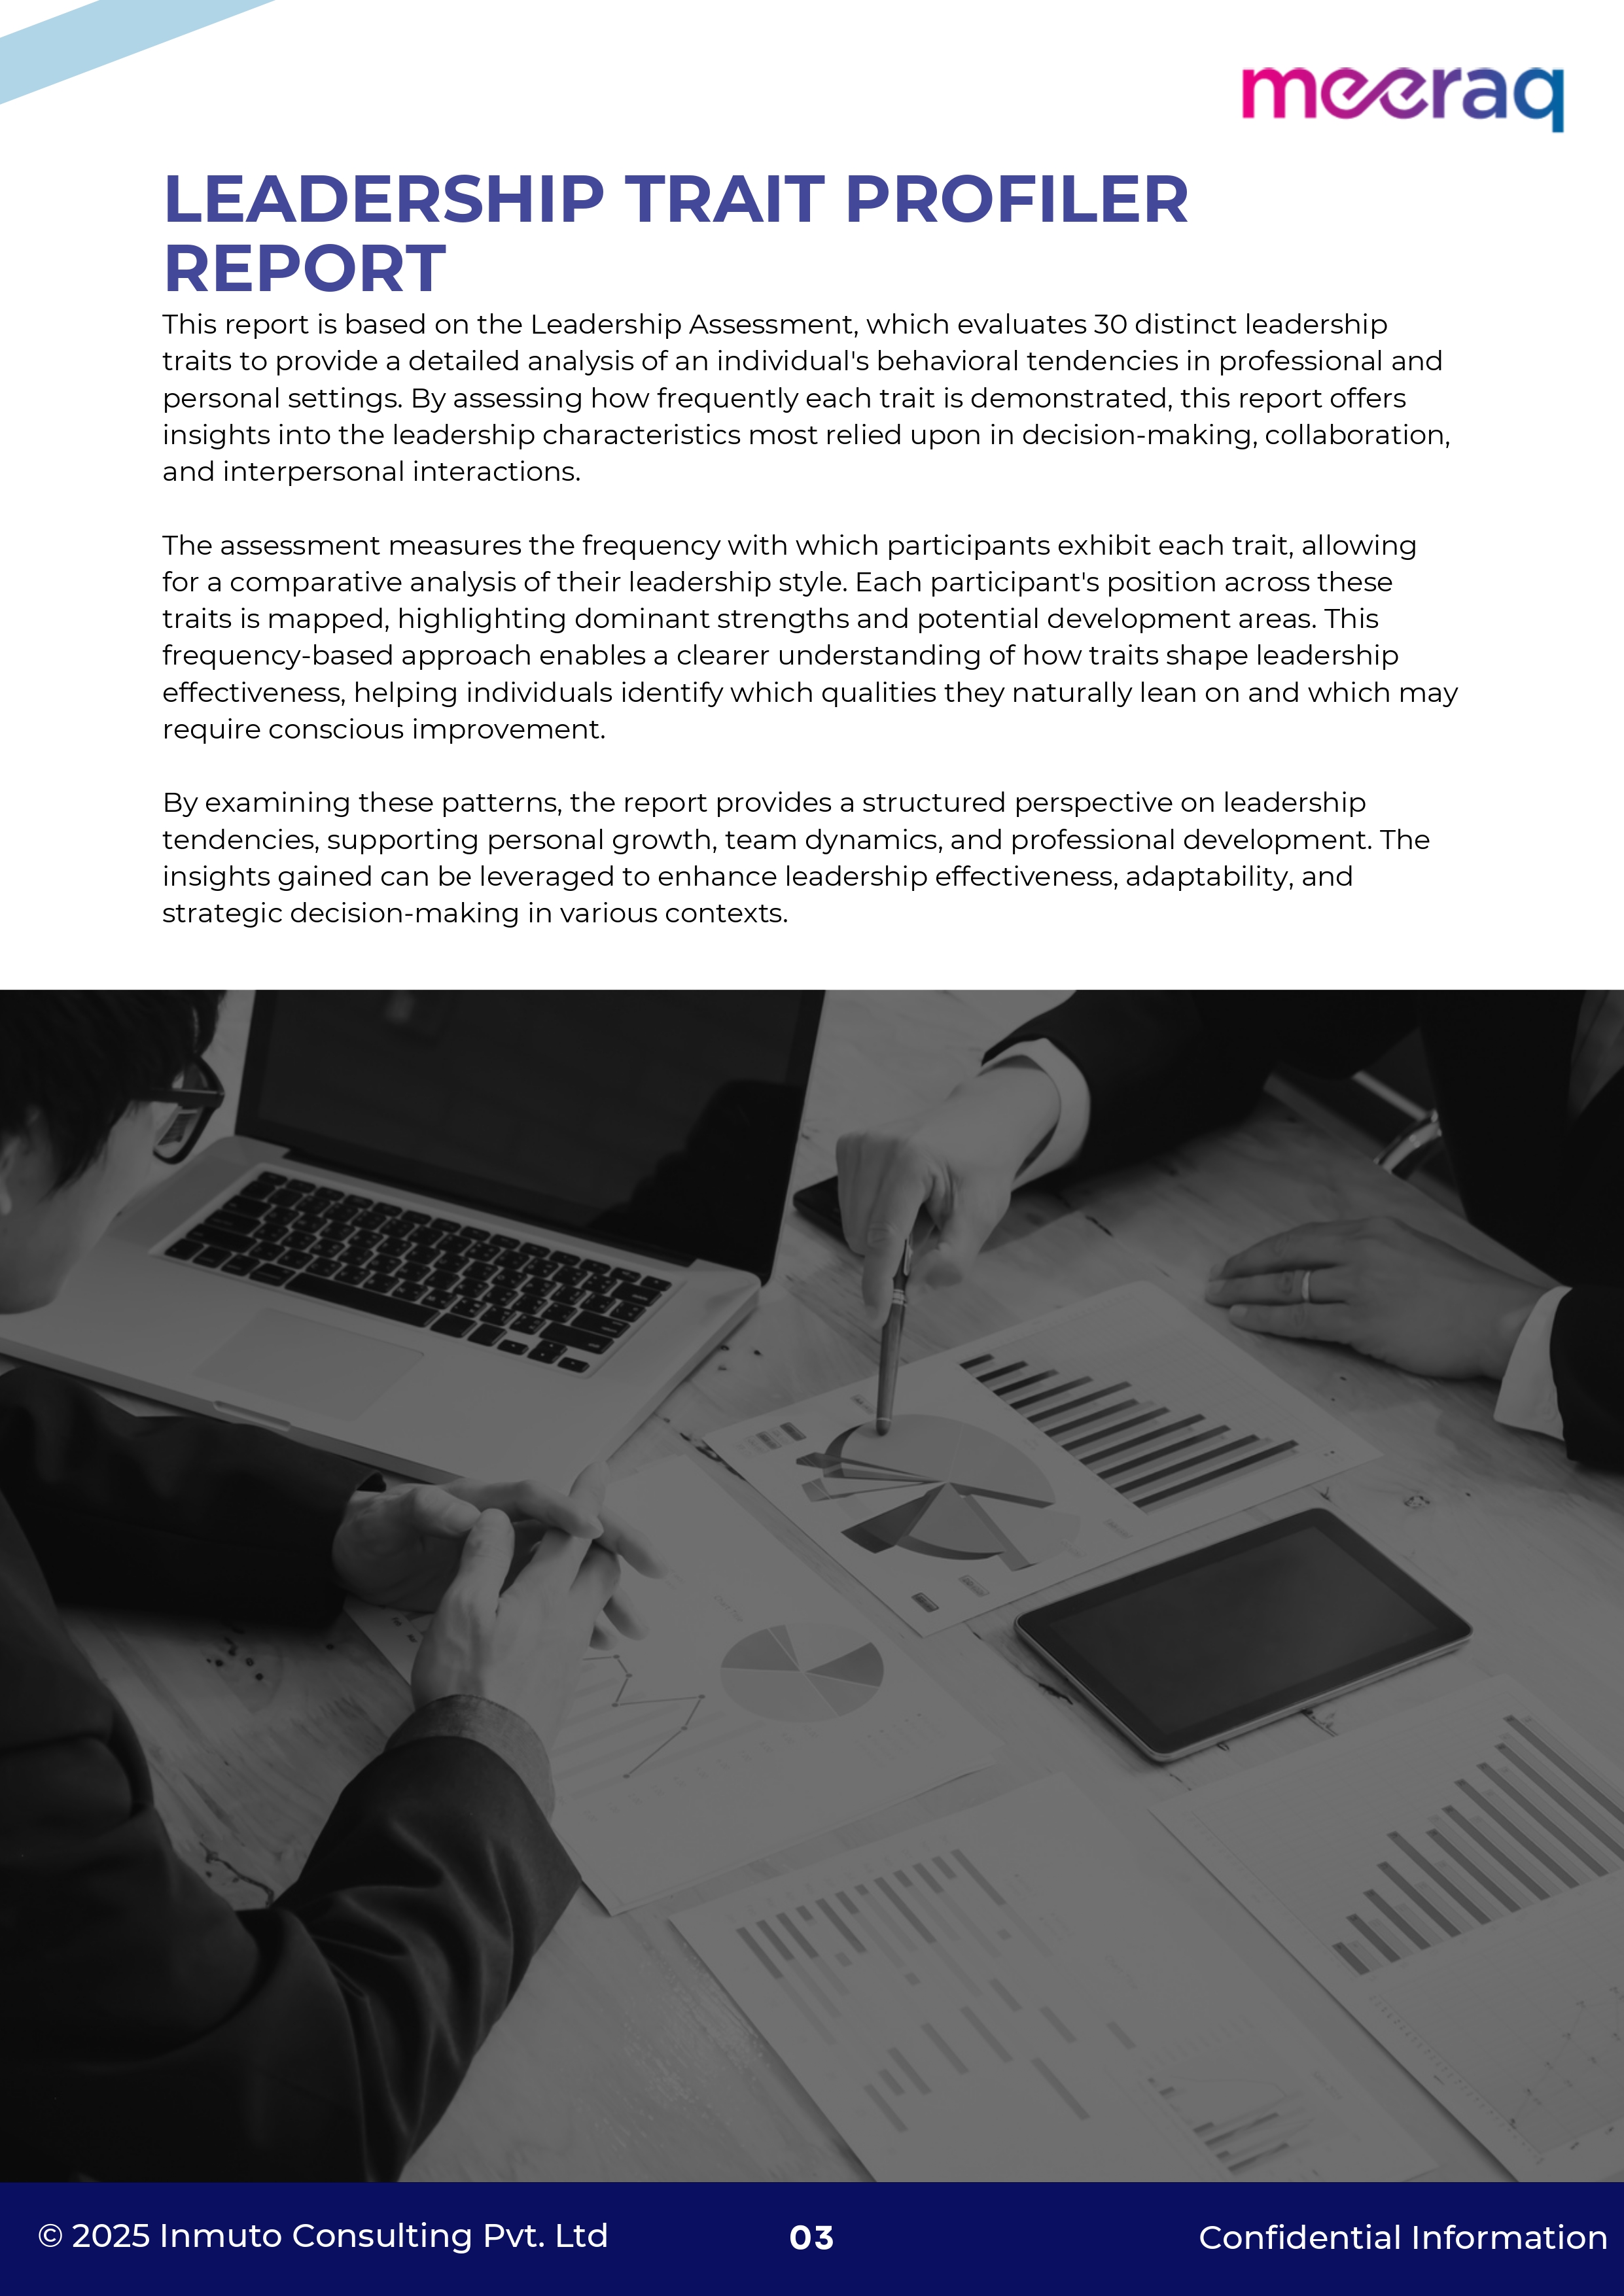 meeraq
LEADERSHIP TRAIT PROFILER
REPORT
This report is based on the Leadership Assessment, which evaluates 30 distinct leadership
traits to provide a detailed analysis of an individual's behavioral tendencies in professional and
personal settings. By assessing how frequently each trait is demonstrated, this report offers
insights into the leadership characteristics most relied upon in decision-making, collaboration,
and interpersonal interactions.
The assessment measures the frequency with which participants exhibit each trait, allowing
for a comparative analysis of their leadership style. Each participant's position across these
traits is mapped, highlighting dominant strengths and potential development areas. This
frequency-based approach enables a clearer understanding of how traits shape leadership
effectiveness, helping individuals identify which qualities they naturally lean on and which may
require conscious improvement.
By examining these patterns, the report provides a structured perspective on leadership
tendencies, supporting personal growth, team dynamics, and professional development. The
insights gained can be leveraged to enhance leadership effectiveness, adaptability, and
strategic decision-making in various contexts.
© 2025 Inmuto Consulting Pvt. Ltd
03
Confidential Information